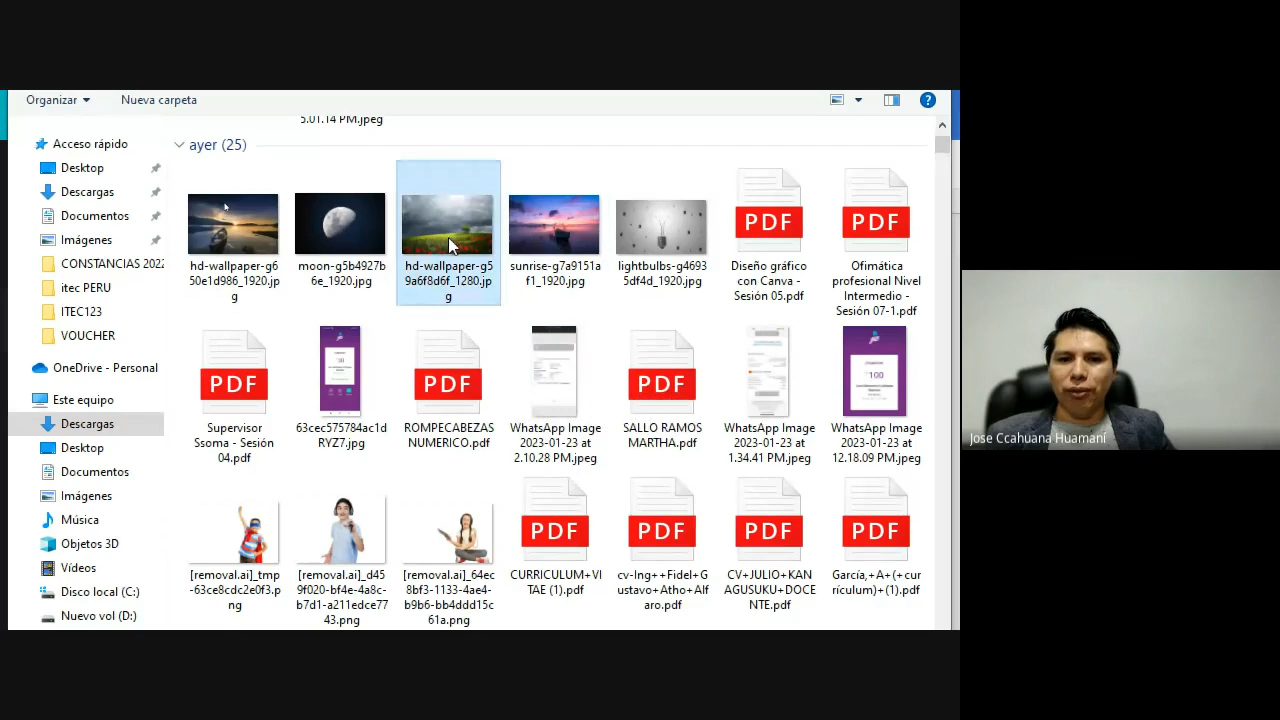 Organizar
Nueva carpeta
?
5.01.14 PM.jpeg
ayer (25)
Acceso rápido
Desktop
Descargas
Documentos
Imágenes
CONSTANCIAS 2022
itec PERU
ITEC123
VOUCHER
OneDrive - Personal
Este equipo
Descargas
Desktop
Documentos
Imágenes
Música
Objetos 3D
Vídeos
Disco local (C:)
Nuevo vol (D:)
hd-wallpaper-g6
50e1d986_1920.jp
g
moon-g5b4927b
6e_1920.jpg
hd-wallpaper-g5
9a6f8d6f_1280.jp
g
sunrise-g7a9151a
f1_1920.jpg
lightbulbs-g4693
5df4d_1920.jpg
PDF
Diseño gráfico
con Canva -
Sesión 05.pdf
PDF
Ofimática
profesional Nivel
Intermedio -
Sesión 07-1.pdf
PDF
Supervisor
Ssoma - Sesión
04.pdf
63cec575784ac1d
RYZ7.jpg
PDF
ROMPECABEZAS
NUMERICO.pdf
WhatsApp Image
2023-01-23 at
2.10.28 PM.jpeg
PDF
SALLO RAMOS
MARTHA.pdf
WhatsApp Image
2023-01-23 at
1.34.41 PM.jpeg
100
WhatsApp Image
2023-01-23 at
12.18.09 PM.jpeg
[removal.ai]_tmp
-63ce8cdc2e0f3.p
ng
[removal.ai]_d45
9f020-bf4e-4a8c-
b7d1-a211edce77
43.png
[removal.ai]_64ec
8bf3-1133-4ae4-
b9b6-bb4ddd15c
61a.png
PDF
CURRICULUM+VI
TAE (1).pdf
PDF
cv-Ing++Fidel+G
ustavo+Atho+Alf
aro.pdf
PDF
CV+JULIO+KAN
AGUSUKU+DOCE
NTE.pdf
PDF
García,+A+(+cur
rículum)+(1).pdf
Jose Ccahuana Huamaní